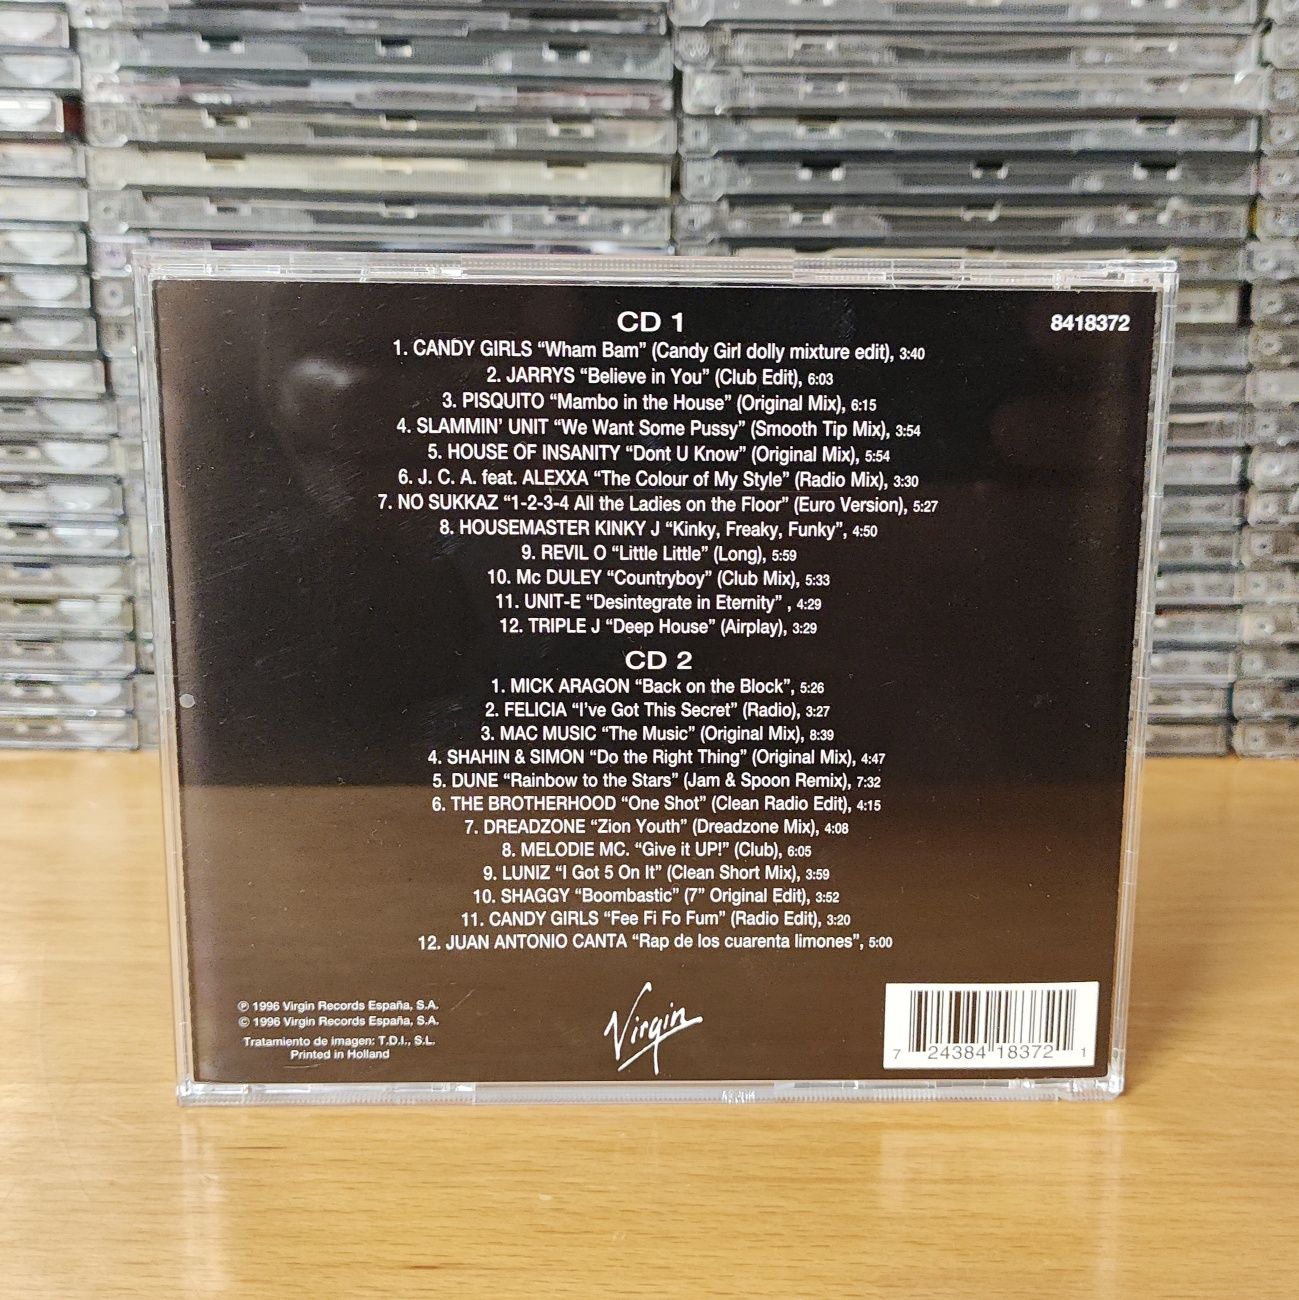 CD 1
8418372
1. CANDY GIRLS “Wham Bam” (Candy Girl dolly mixture edit), 3:40
2. JARRYS “Believe in You” (Club Edit), 6:03
3. PISQUITO “Mambo in the House” (Original Mix), 6:15
4. SLAMMIN’ UNIT “We Want Some Pussy” (Smooth Tip Mix), 3:54
5. HOUSE OF INSANITY “Dont U Know” (Original Mix), 5:54
6. J. C. A. feat. ALEXXA “The Colour of My Style” (Radio Mix), 3:30
7. NO SUKKAZ “1-2-3-4 All the Ladies on the Floor” (Euro Version), 5:27
8. HOUSEMASTER KINKY J “Kinky, Freaky, Funky”, 4:50
9. REVIL O “Little Little” (Long), 5:59
10. Mc DULEY “Countryboy” (Club Mix), 5:33
11. UNIT-E “Desintegrate in Eternity” , 4:29
12. TRIPLE J “Deep House” (Airplay), 3:29
CD 2
1. MICK ARAGON “Back on the Block”, 5:26
2. FELICIA “I’ve Got This Secret” (Radio), 3:27
3. MAC MUSIC “The Music” (Original Mix), 8:39
4. SHAHIN & SIMON “Do the Right Thing” (Original Mix), 4:47
5. DUNE “Rainbow to the Stars” (Jam & Spoon Remix), 7:32
6. THE BROTHERHOOD “One Shot” (Clean Radio Edit), 4:15
7. DREADZONE “Zion Youth” (Dreadzone Mix), 4:08
8. MELODIE MC. “Give it UP!” (Club), 6:05
9. LUNIZ “I Got 5 On It” (Clean Short Mix), 3:59
10. SHAGGY “Boombastic” (7” Original Edit), 3:52
11. CANDY GIRLS “Fee Fi Fo Fum” (Radio Edit), 3:20
12. JUAN ANTONIO CANTA “Rap de los cuarenta limones”, 5:00
℗ 1996 Virgin Records España, S.A.
© 1996 Virgin Records España, S.A.
Tratamiento de imagen: T.D.I., S.L.
Printed in Holland
Virgin
7 24384 18372 1